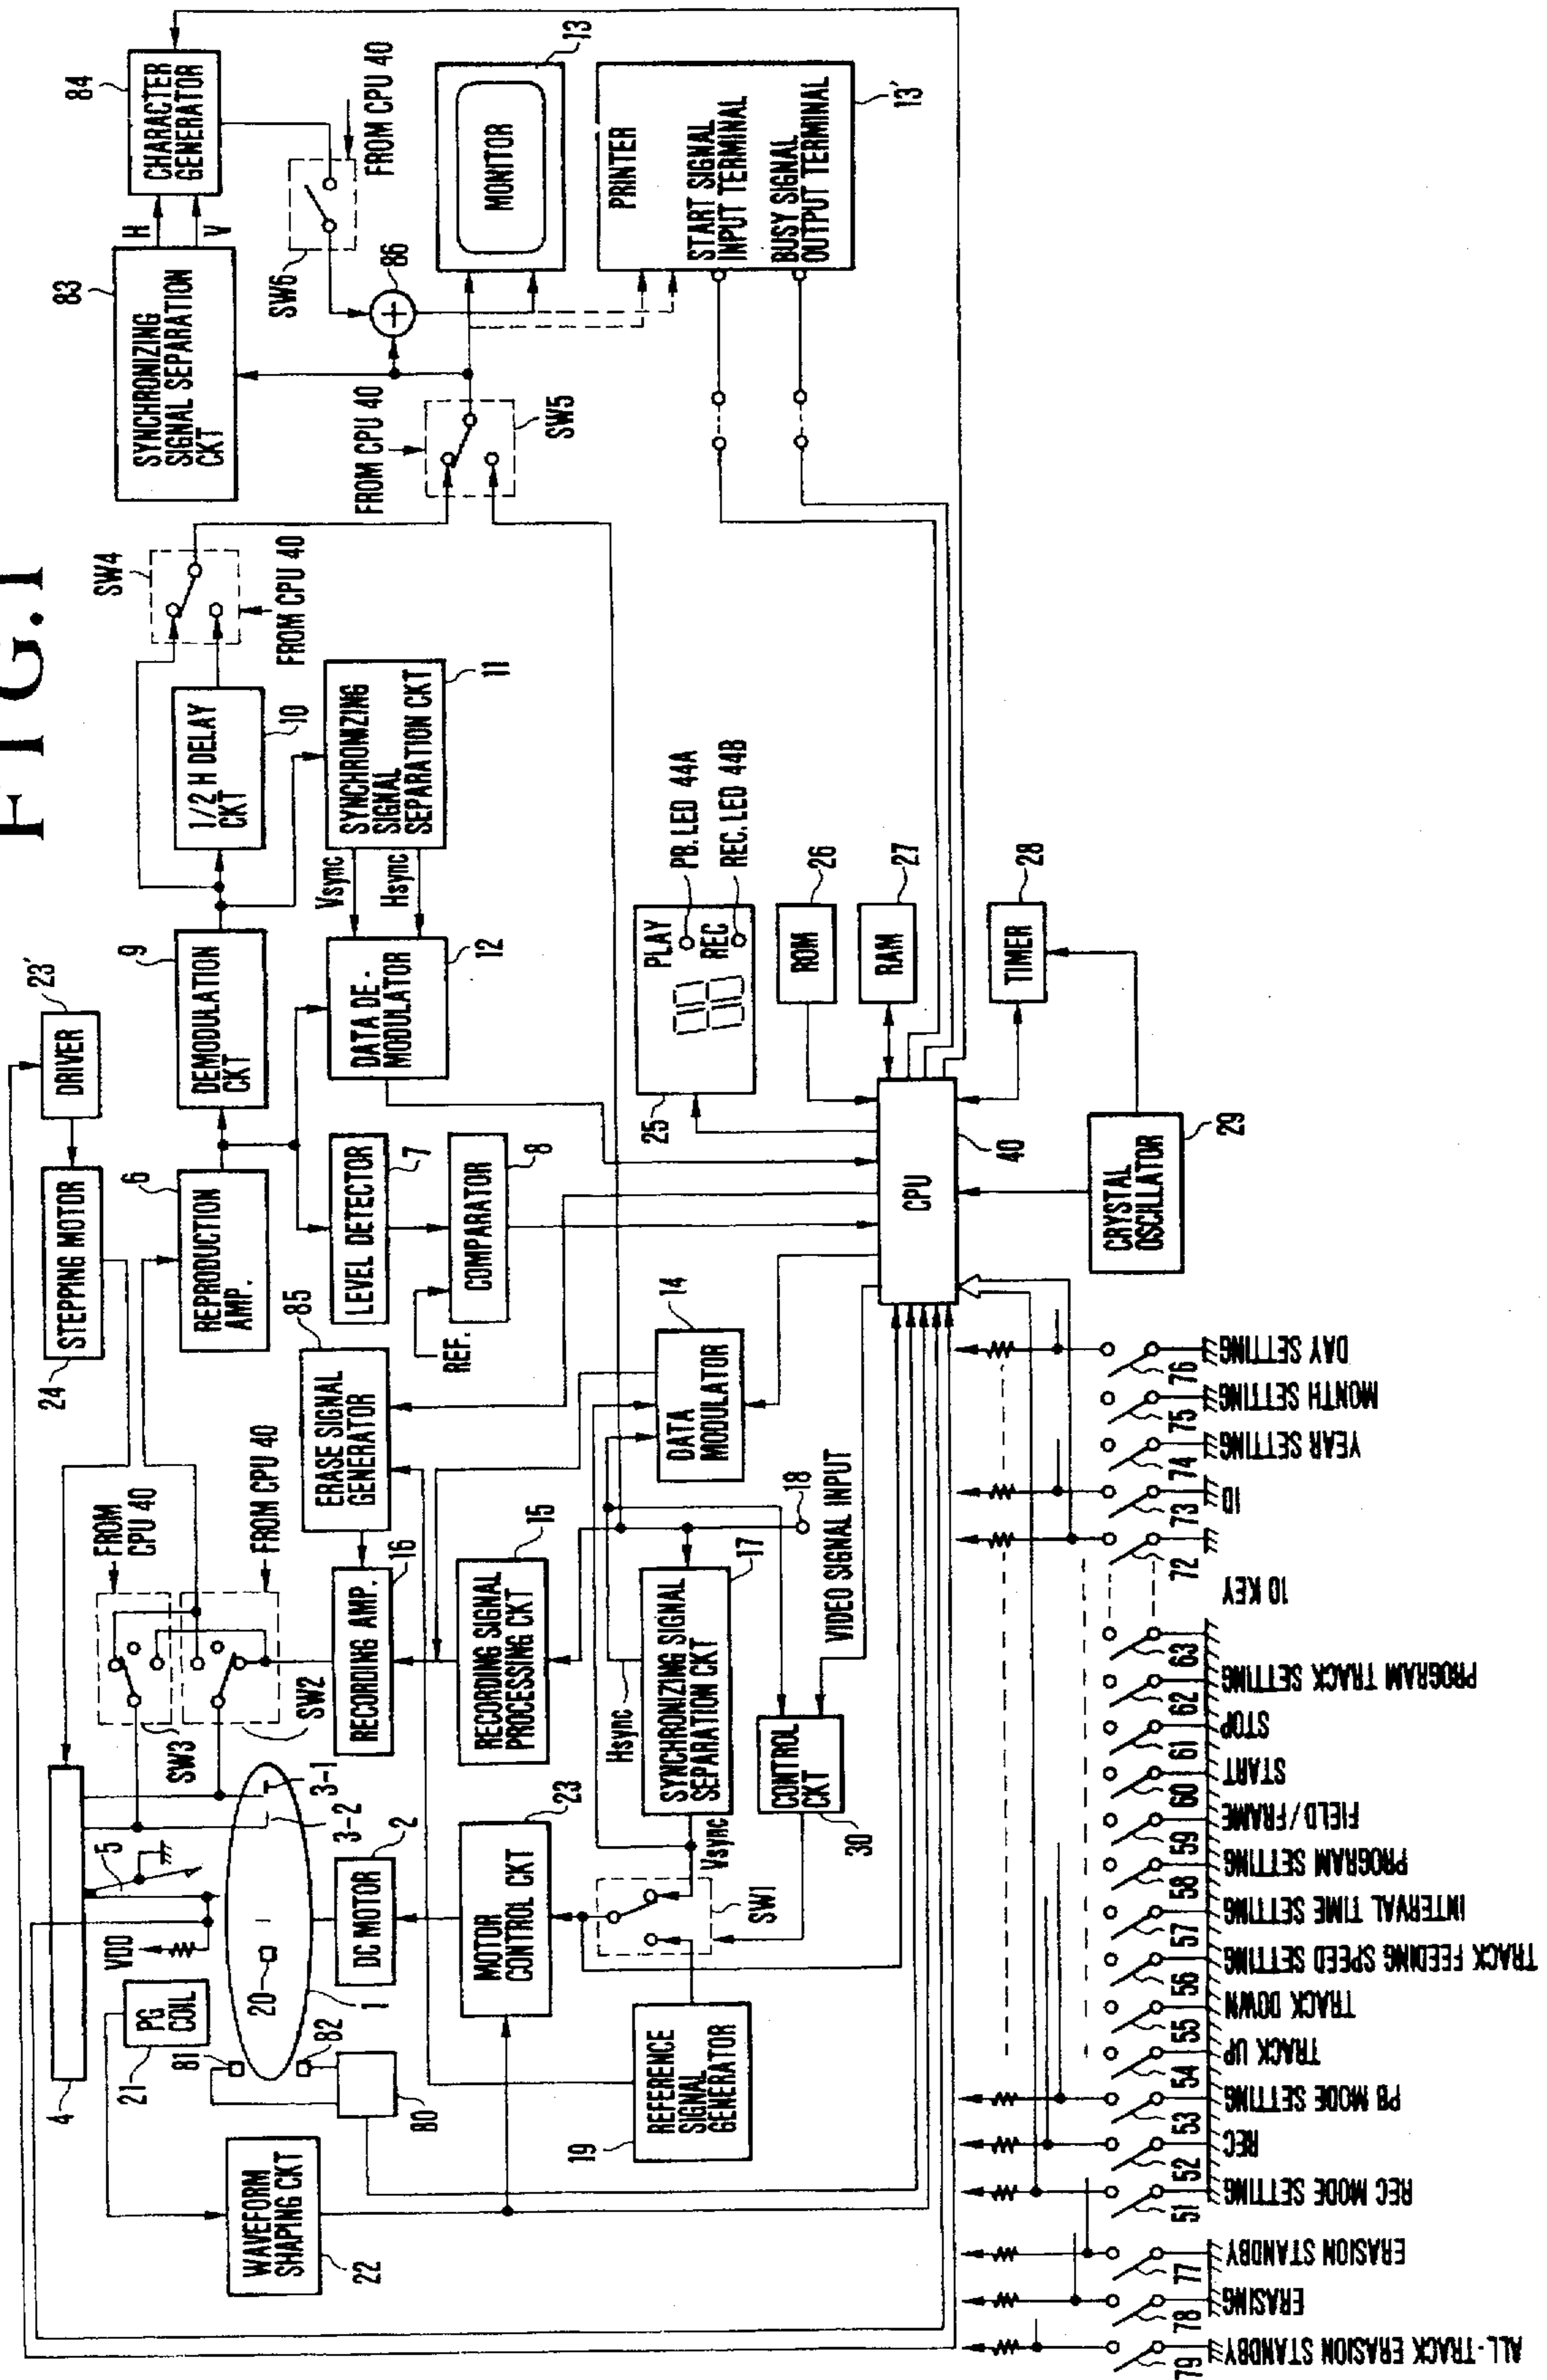 FIG.1
83
SYNCHRONIZING
SIGNAL SEPARATION
CKT
H
V
84
CHARACTER
GENERATOR
SW6
FROM CPU 40
86
13
MONITOR
PRINTER
START SIGNAL
INPUT TERMINAL
BUSY SIGNAL
OUTPUT TERMINAL
13'
FROM CPU 40
SW5
SW4
FROM CPU 40
1/2 H DELAY
CKT
10
SYNCHRONIZING
SIGNAL
SEPARATION CKT
11
Vsync
Hsync
9
DEMODULATION
CKT
DATA DE-
MODULATOR
12
23'
DRIVER
24
STEPPING MOTOR
6
REPRODUCTION
AMP.
LEVEL DETECTOR
7
COMPARATOR
8
REF.
85
ERASE SIGNAL
GENERATOR
FROM
CPU 40
FROM CPU 40
SW3
SW2
RECORDING AMP.
16
RECORDING SIGNAL
PROCESSING CKT
15
14
DATA
MODULATOR
18
VIDEO SIGNAL INPUT
Hsync
SYNCHRONIZING SIGNAL
SEPARATION CKT
17
Vsync
CONTROL
CKT
30
SW1
4
5
VDD
3-1
3-2
20
1
PG
COIL
21
81
82
80
DC MOTOR
2
MOTOR
CONTROL CKT
23
REFERENCE
SIGNAL
GENERATOR
19
WAVEFORM
SHAPING CKT
22
25
PLAY
REC
PB. LED 44A
REC. LED 44B
ROM
26
RAM
27
TIMER
28
CPU
40
CRYSTAL
OSCILLATOR
29
79
ALL-TRACK ERASION STANDBY
78
ERASING
77
ERASION STANDBY
51
REC MODE SETTING
52
REC
53
PB MODE SETTING
54
TRACK UP
55
TRACK DOWN
56
TRACK FEEDING SPEED SETTING
57
INTERVAL TIME SETTING
58
PROGRAM SETTING
59
FIELD/FRAME
60
START
61
STOP
62
PROGRAM TRACK SETTING
63
10 KEY
72
73
ID
74
YEAR SETTING
75
MONTH SETTING
76
DAY SETTING